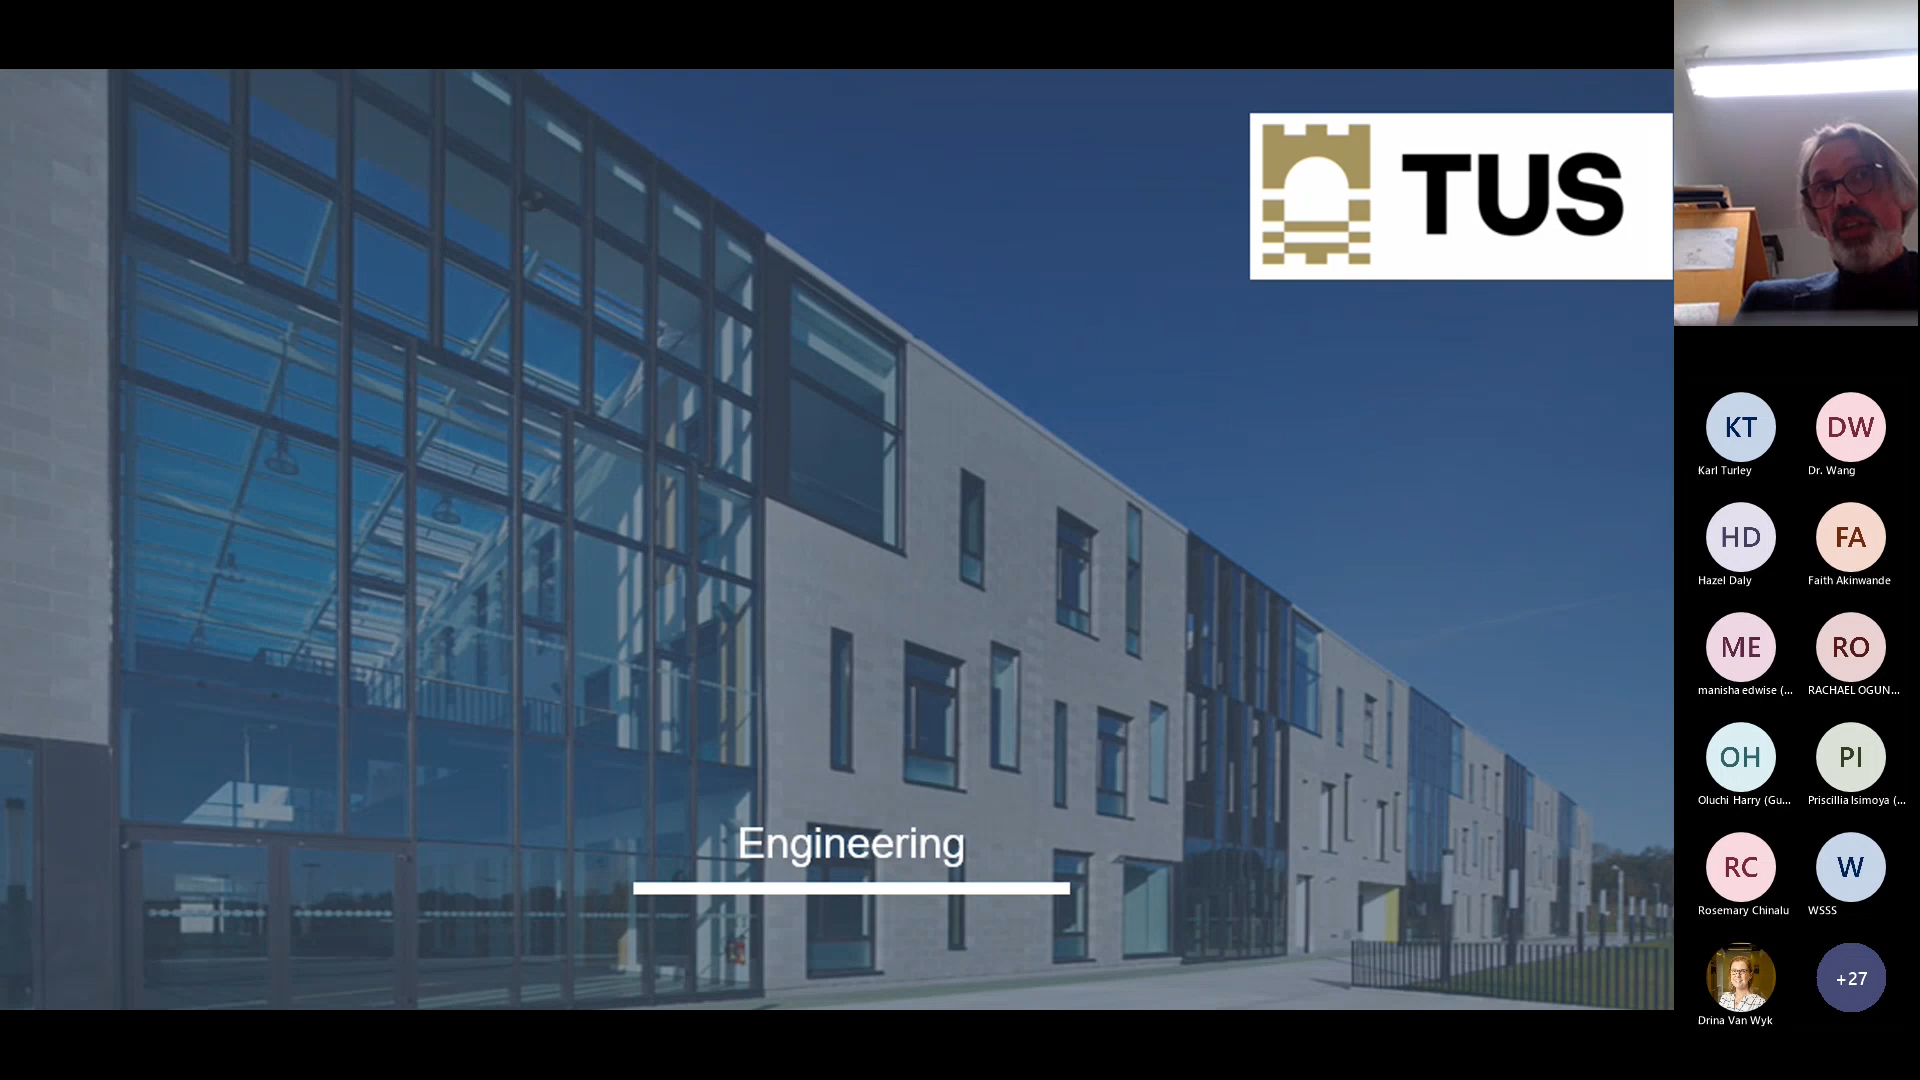 TUS
Engineering
KT
Karl Turley
DW
Dr. Wang
HD
Hazel Daly
FA
Faith Akinwande
ME
manisha edwise (...
RO
RACHAEL OGUN...
OH
Oluchi Harry (Gu...
PI
Priscillia Isimoya (...
RC
Rosemary Chinalu
W
WSSS
Drina Van Wyk
+27